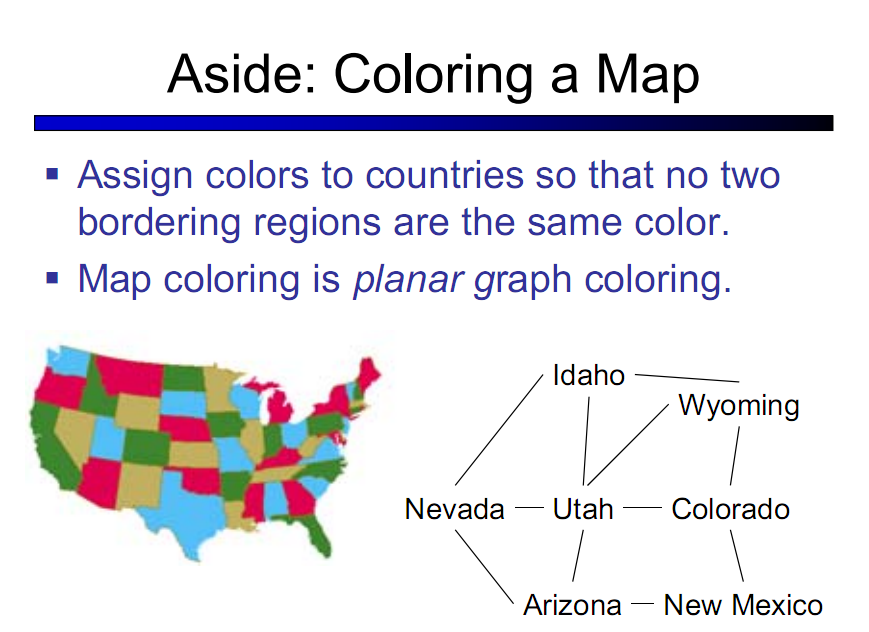 Aside: Coloring a Map
▪ Assign colors to countries so that no two
bordering regions are the same color.
▪ Map coloring is planar graph coloring.
Idaho
Wyoming
Nevada
Utah
Colorado
Arizona
New Mexico